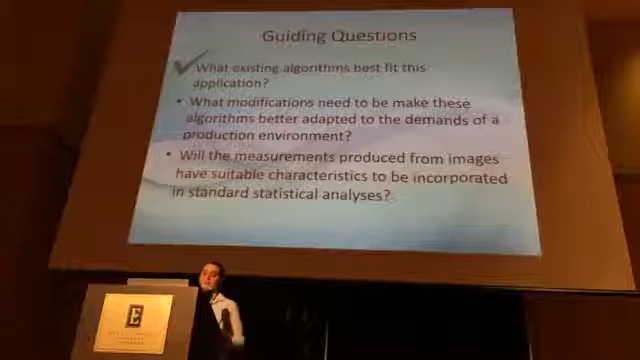 Guiding Questions
What existing algorithms best fit this
application?
• What modifications need to be make these
algorithms better adapted to the demands of a
production environment?
• Will the measurements produced from images
have suitable characteristics to be incorporated
in standard statistical analyses?
E